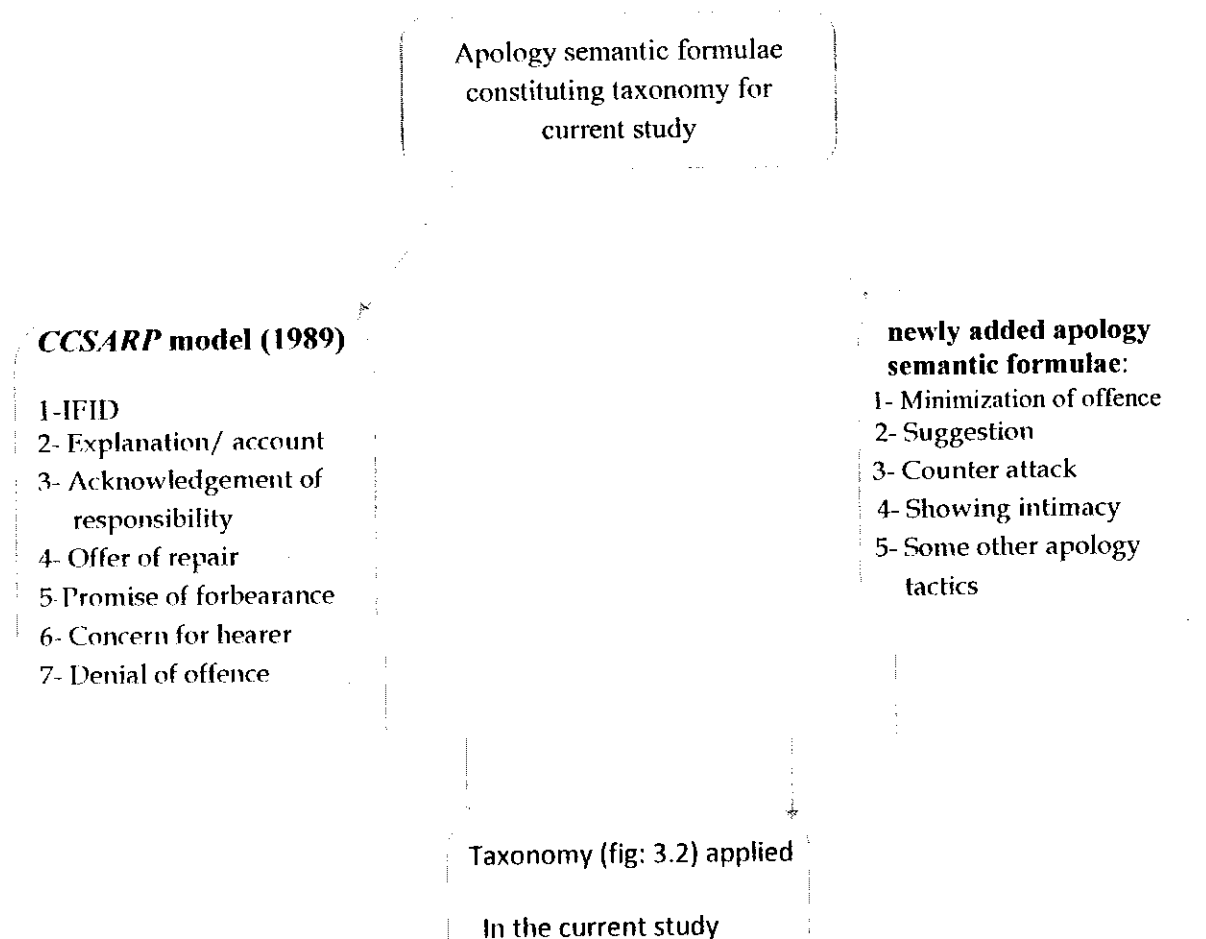 Apology semantic formulae
constituting taxonomy for
current study
CCSARP model (1989)
1-IFID
2- Explanation/ account
3- Acknowledgement of
responsibility
4- Offer of repair
5-Promise of forbearance
6- Concern for hearer
7- Denial of offence
newly added apology
semantic formulae:
1- Minimization of offence
2- Suggestion
3- Counter attack
4- Showing intimacy
5- Some other apology
tactics
Taxonomy (fig: 3.2) applied
In the current study